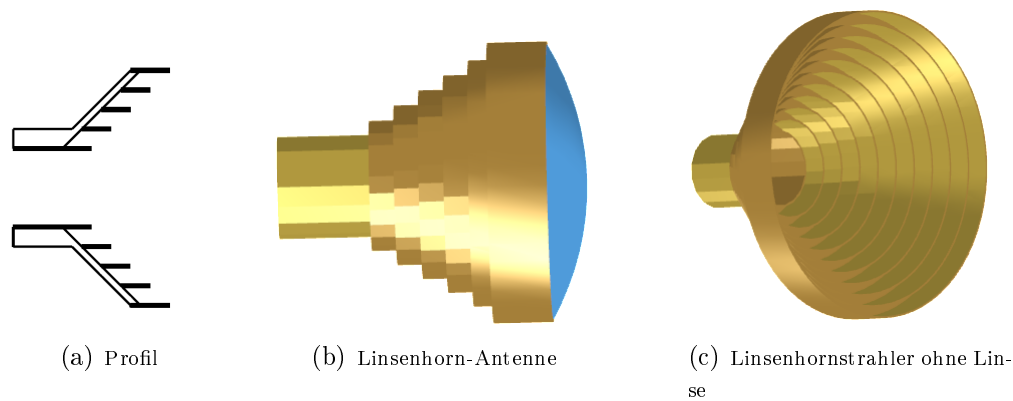 (a) Profil
(b) Linsenhorn-Antenne
(c) Linsenhornstrahler ohne Lin-
se